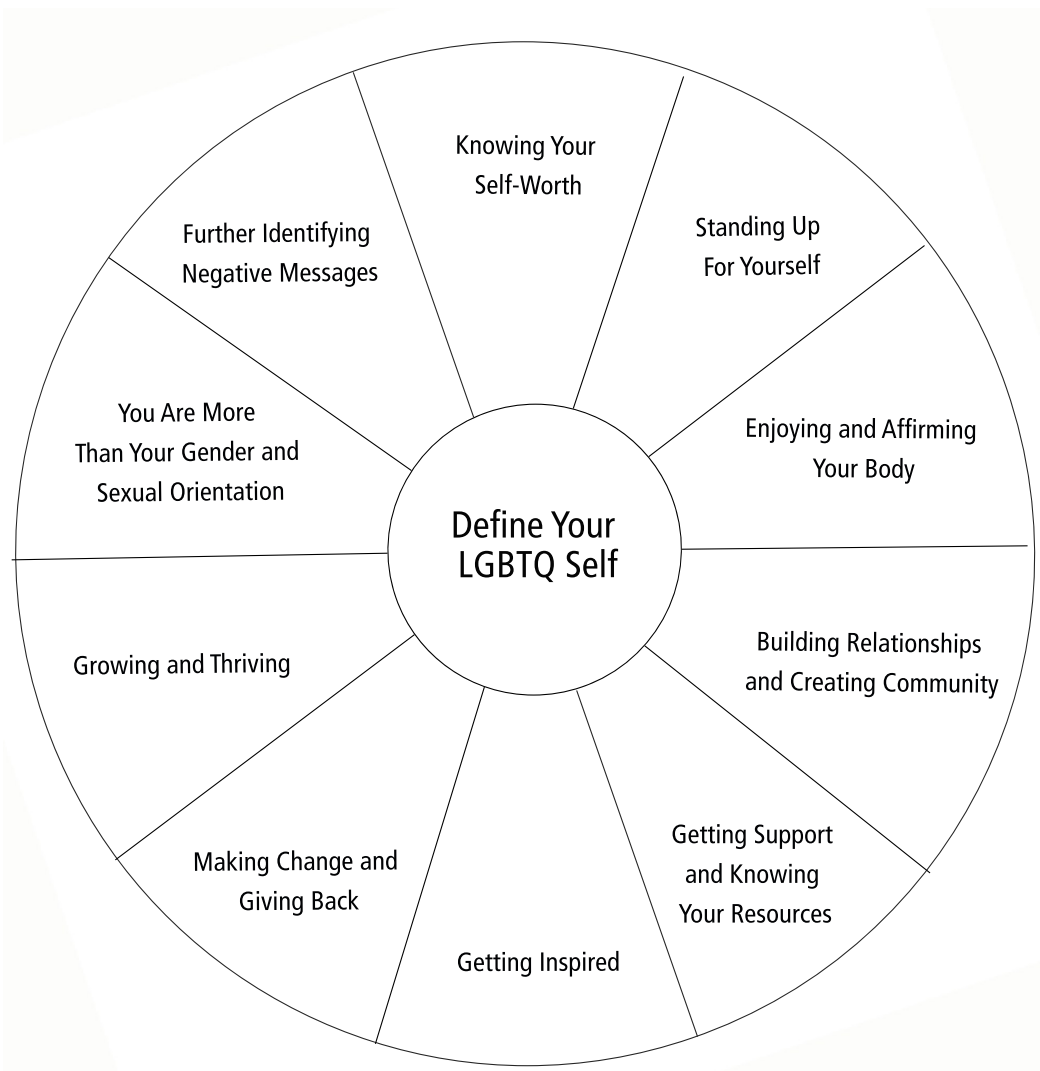 Knowing Your
Self-Worth
Standing Up
For Yourself
Enjoying and Affirming
Your Body
Building Relationships
and Creating Community
Getting Support
and Knowing
Your Resources
Getting Inspired
Making Change and
Giving Back
Growing and Thriving
You Are More
Than Your Gender and
Sexual Orientation
Further Identifying
Negative Messages
Define Your
LGBTQ Self